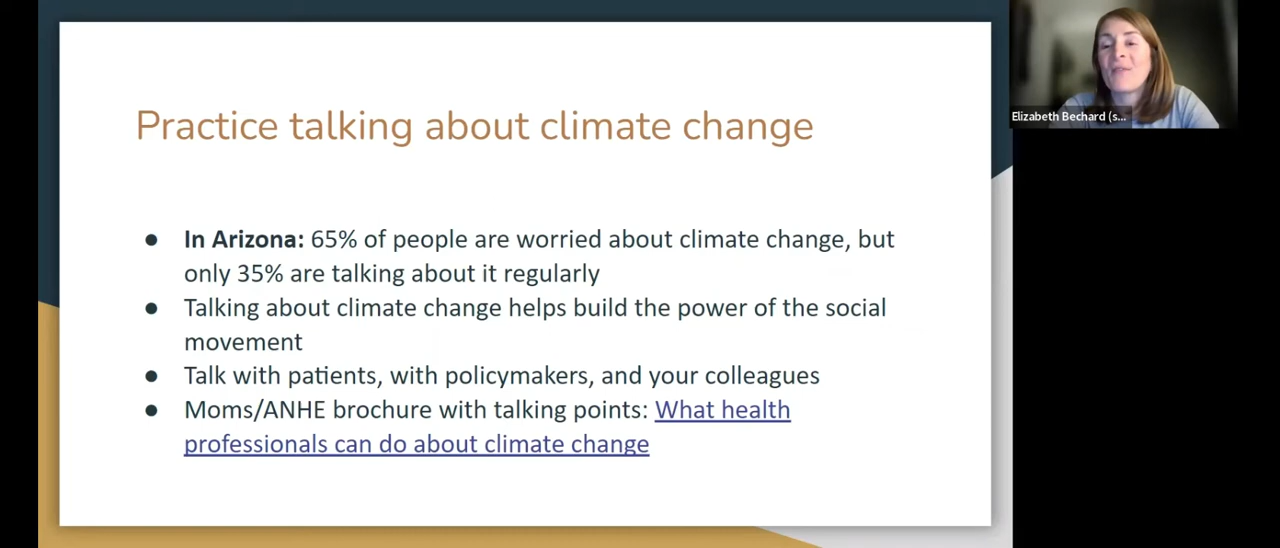 Practice talking about climate change
Elizabeth Bechard (s...
● In Arizona: 65% of people are worried about climate change, but
only 35% are talking about it regularly
● Talking about climate change helps build the power of the social
movement
● Talk with patients, with policymakers, and your colleagues
● Moms/ANHE brochure with talking points: What health
professionals can do about climate change